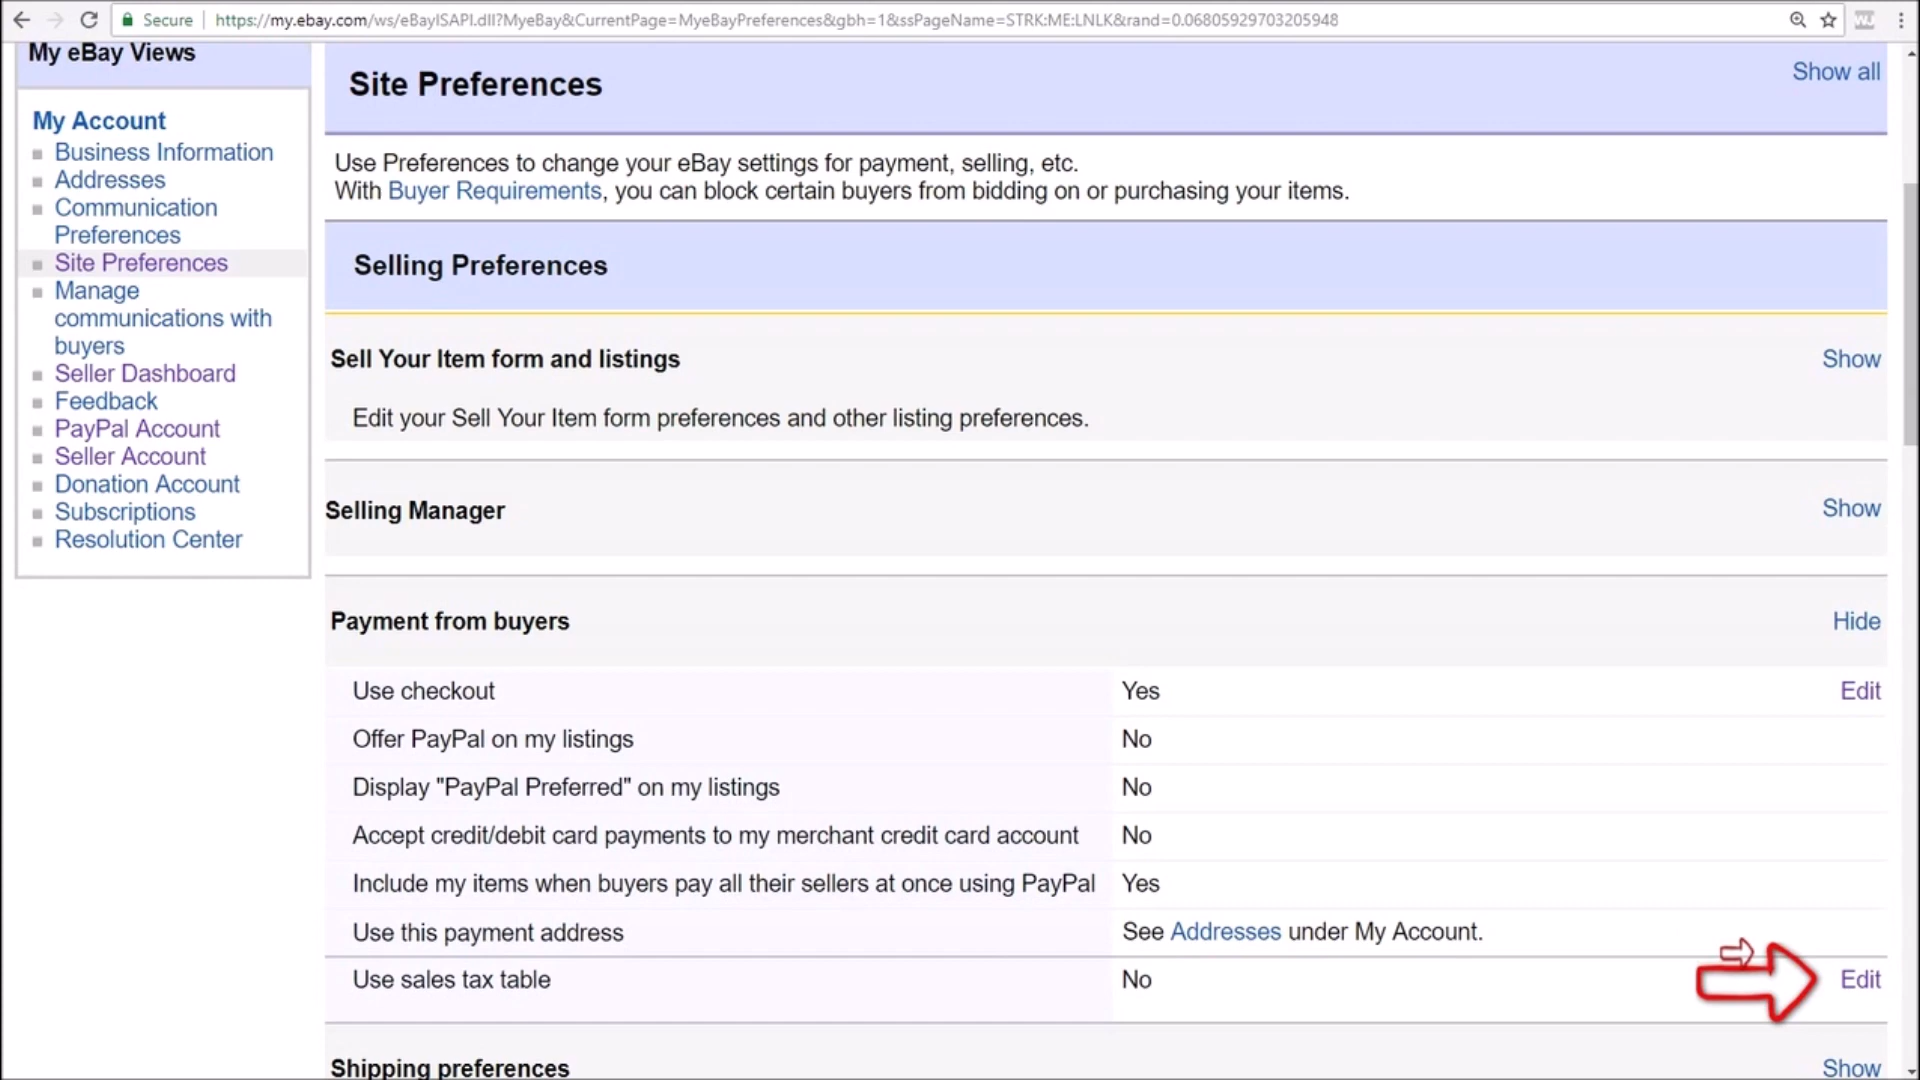 Secure
https://my.ebay.com/ws/eBayISAPI.dll?MyeBay&CurrentPage=MyeBayPreferences&gbh=1&ssPageName=STRK:ME:LNLK&rand=0.06805929703205948
My eBay Views
My Account
Business Information
Addresses
Communication
Preferences
Site Preferences
Manage
communications with
buyers
Seller Dashboard
Feedback
PayPal Account
Seller Account
Donation Account
Subscriptions
Resolution Center
Site Preferences
Show all
Use Preferences to change your eBay settings for payment, selling, etc.
With Buyer Requirements, you can block certain buyers from bidding on or purchasing your items.
Selling Preferences
Sell Your Item form and listings Show
Edit your Sell Your Item form preferences and other listing preferences.
Selling Manager Show
Payment from buyers Hide
Use checkout Yes Edit
Offer PayPal on my listings No
Display "PayPal Preferred" on my listings No
Accept credit/debit card payments to my merchant credit card account No
Include my items when buyers pay all their sellers at once using PayPal Yes
Use this payment address See Addresses under My Account.
Use sales tax table No Edit
Shipping preferences Show